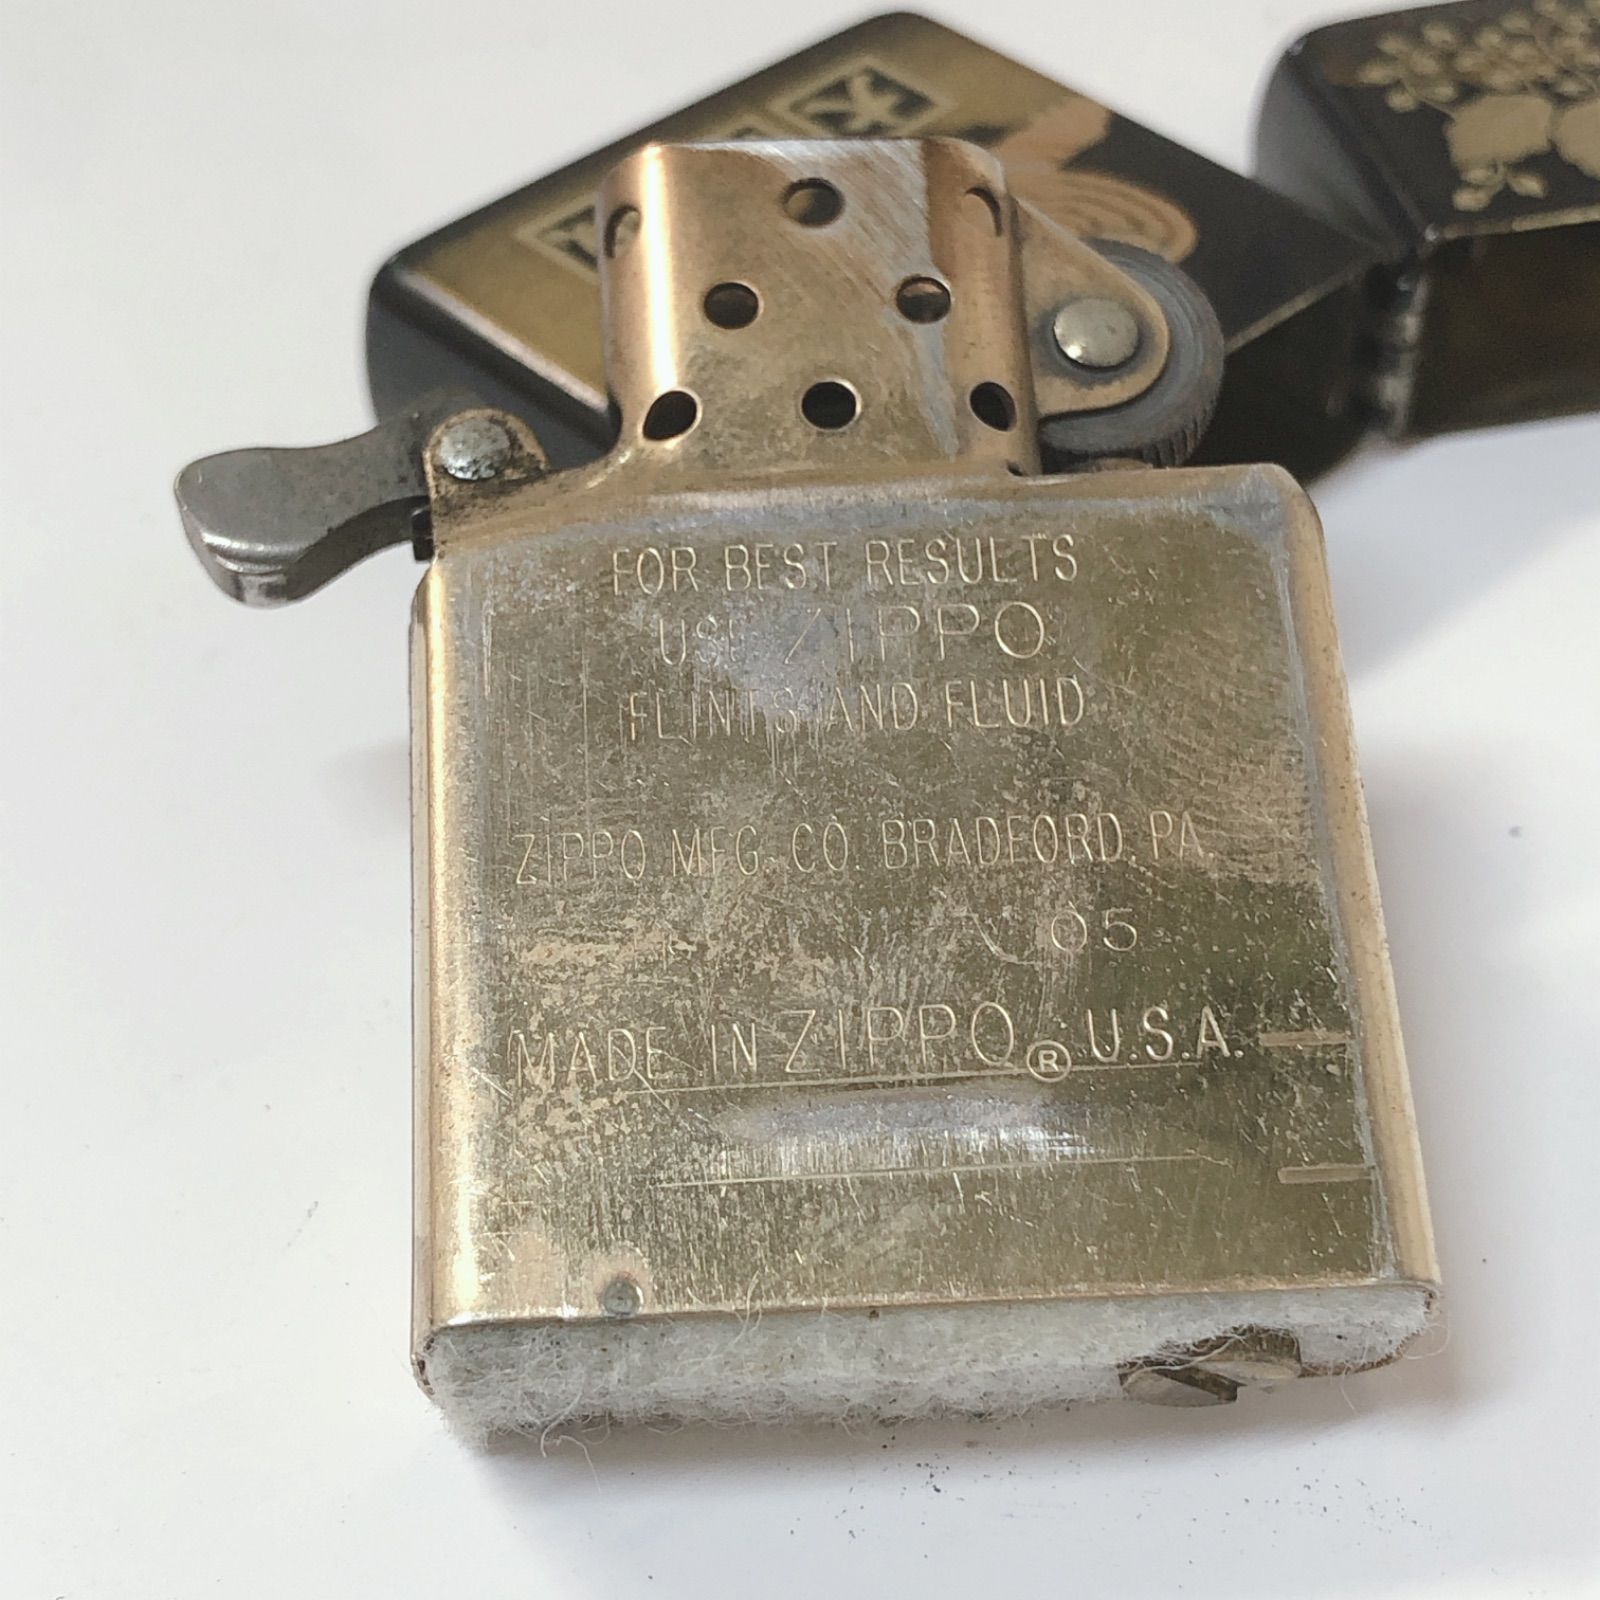 FOR BEST RESULTS
USE ZIPPO
FLINTS AND FLUID
ZIPPO MFG. CO. BRADFORD, PA.
05
MADE IN ZIPPO® U.S.A.